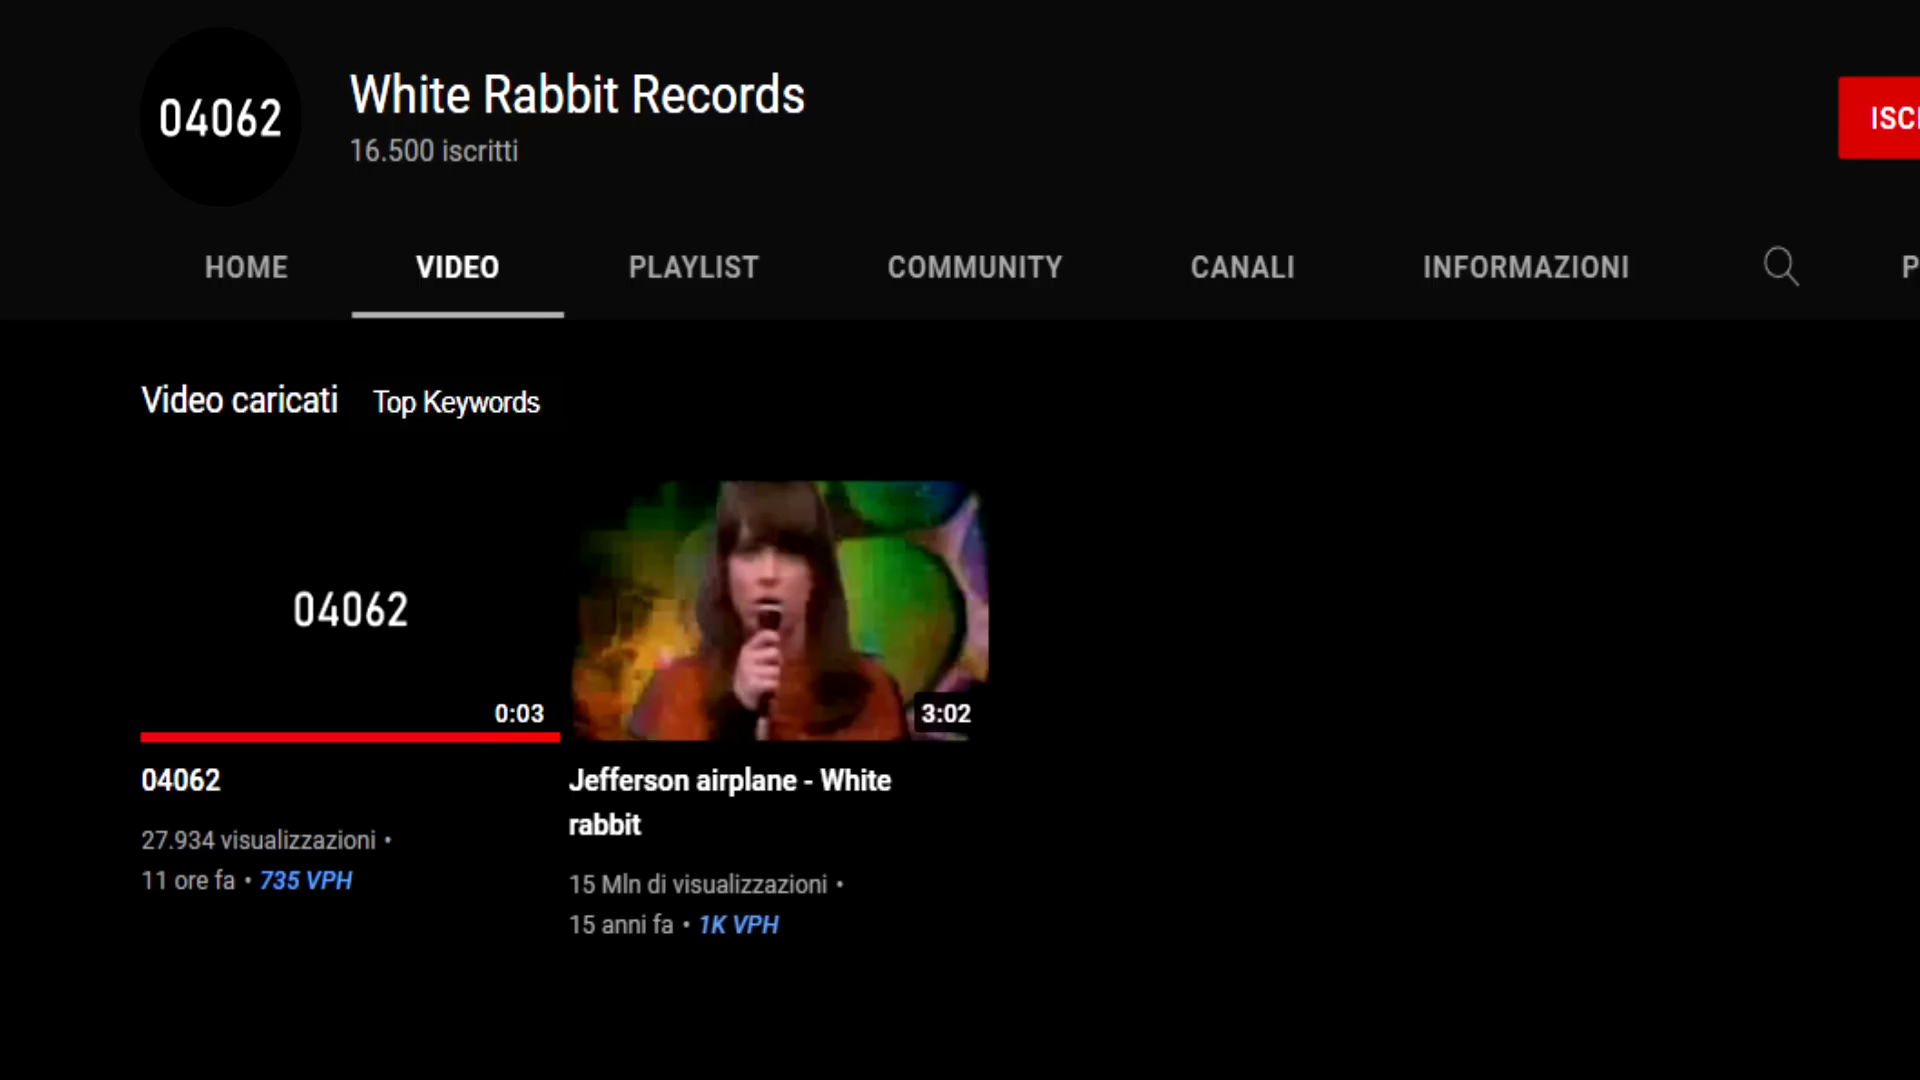 04062
White Rabbit Records
16.500 iscritti
HOME
VIDEO
PLAYLIST
COMMUNITY
CANALI
INFORMAZIONI
Video caricati
Top Keywords
04062
0:03
3:02
04062
27.934 visualizzazioni •
11 ore fa • 735 VPH
Jefferson airplane - White
rabbit
15 Mln di visualizzazioni •
15 anni fa • 1K VPH